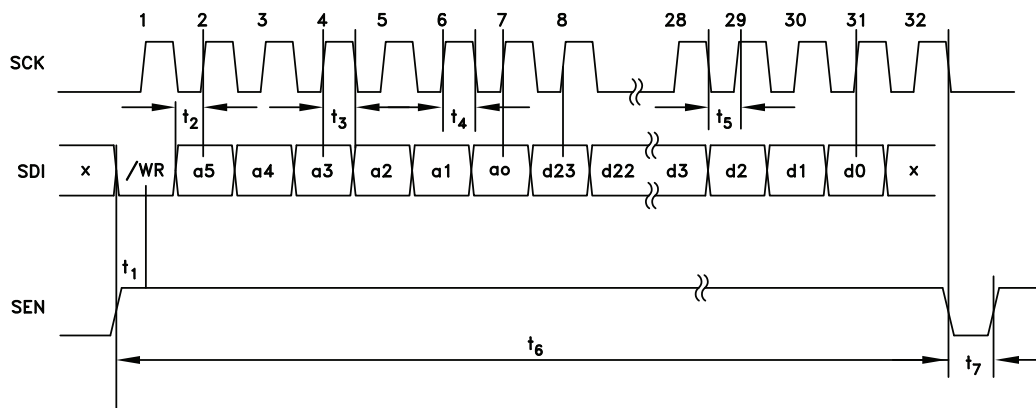 1 2 3 4 5 6 7 8 28 29 30 31 32
SCK
t2 t3 t4 t5
SDI x /WR a5 a4 a3 a2 a1 ao d23 d22 d3 d2 d1 d0 x
t1
SEN
t6 t7